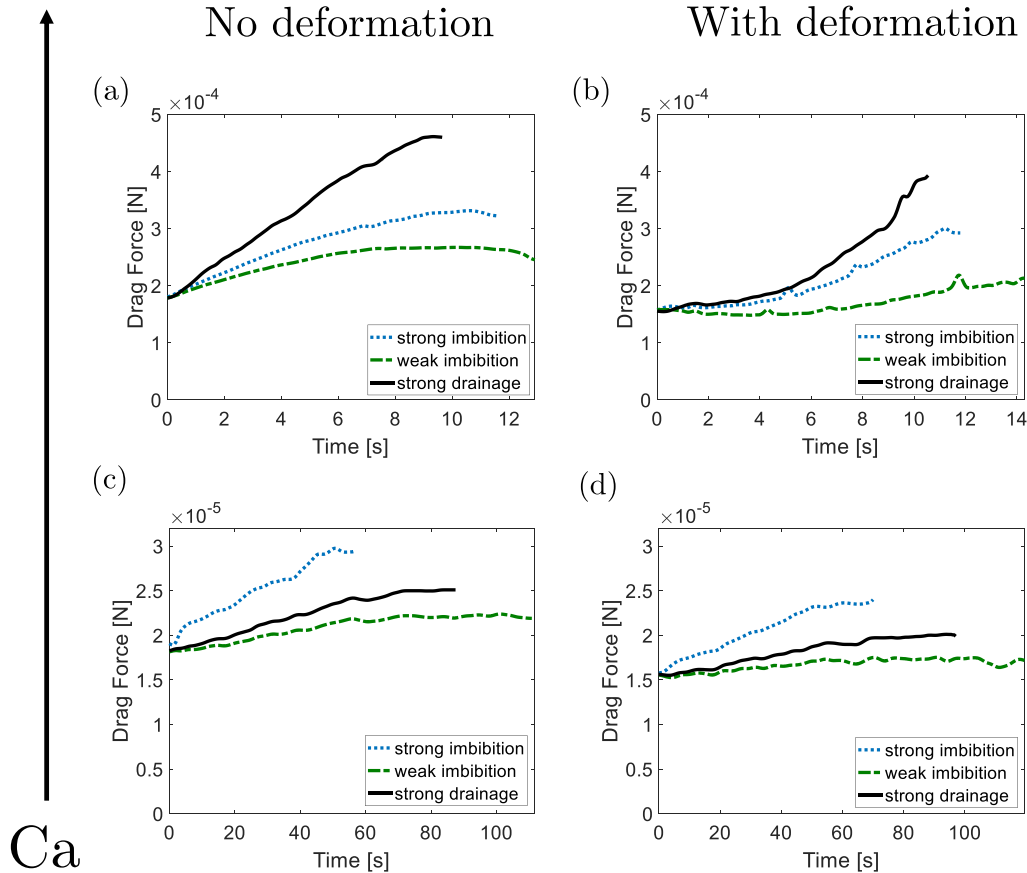 No deformation
With deformation
(a)
×10⁻⁴
5
4
3
2
1
0
Drag Force [N]
strong imbibition
weak imbibition
strong drainage
0 2 4 6 8 10 12
Time [s]
(b)
×10⁻⁴
5
4
3
2
1
0
Drag Force [N]
strong imbibition
weak imbibition
strong drainage
0 2 4 6 8 10 12 14
Time [s]
(c)
×10⁻⁵
3
2.5
2
1.5
1
0.5
0
Drag Force [N]
strong imbibition
weak imbibition
strong drainage
0 20 40 60 80 100
Time [s]
(d)
×10⁻⁵
3
2.5
2
1.5
1
0.5
0
Drag Force [N]
strong imbibition
weak imbibition
strong drainage
0 20 40 60 80 100
Time [s]
Ca